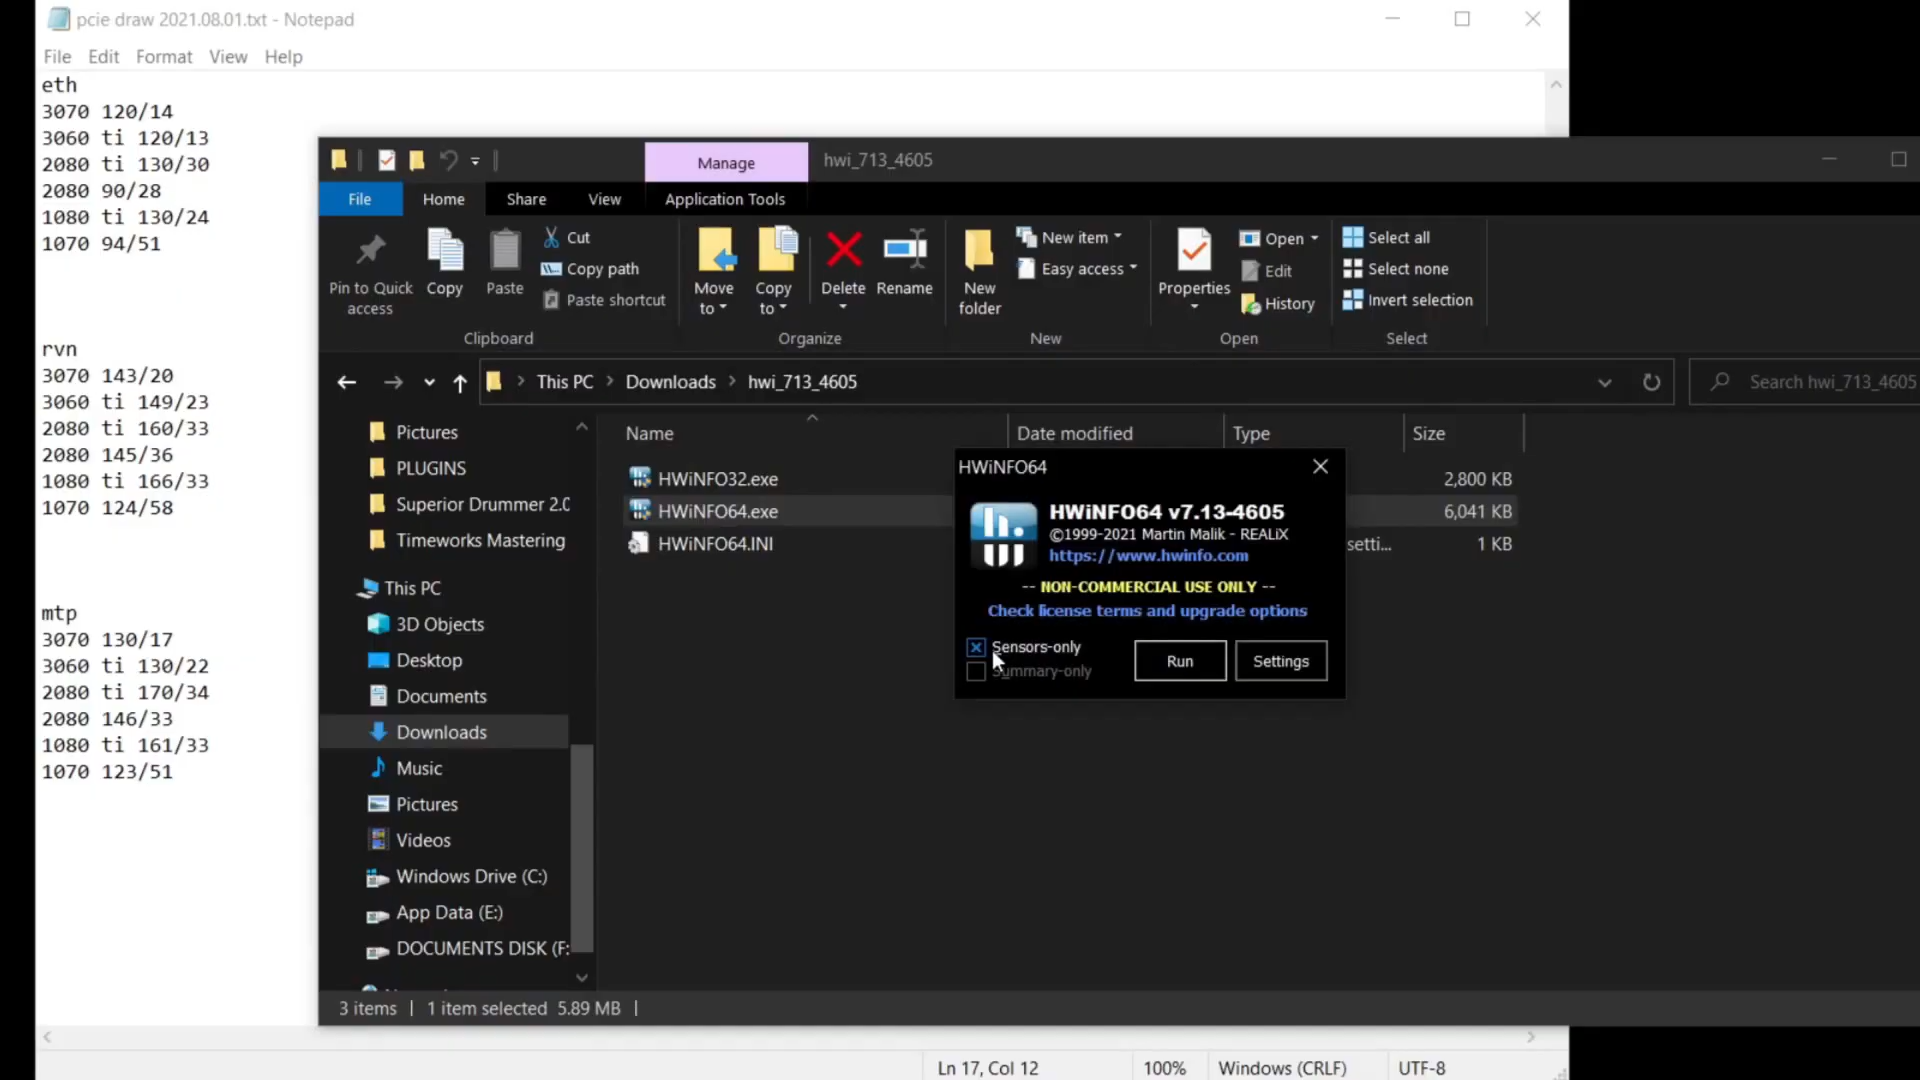 pcie draw 2021.08.01.txt - Notepad
File Edit Format View Help
eth
3070 120/14
3060 ti 120/13
2080 ti 130/30
2080 90/28
1080 ti 130/24
1070 94/51
rvn
3070 143/20
3060 ti 149/23
2080 ti 160/33
2080 145/36
1080 ti 166/33
1070 124/58
mtp
3070 130/17
3060 ti 130/22
2080 ti 170/34
2080 146/33
1080 ti 161/33
1070 123/51
Manage
hwi_713_4605
File Home Share View Application Tools
Pin to Quick access
Copy
Paste
Cut
Copy path
Paste shortcut
Clipboard
Move to
Copy to
Delete
Rename
Organize
New folder
New item
Easy access
New
Properties
Open
Edit
History
Open
Select all
Select none
Invert selection
Select
This PC Downloads hwi_713_4605
Search hwi_713_4605
Pictures
PLUGINS
Superior Drummer 2.0
Timeworks Mastering
This PC
3D Objects
Desktop
Documents
Downloads
Music
Pictures
Videos
Windows Drive (C:)
App Data (E:)
DOCUMENTS DISK (F:
Name Date modified Type Size
HWiNFO32.exe 2,800 KB
HWiNFO64.exe 6,041 KB
HWiNFO64.INI setti... 1 KB
HWiNFO64
HWiNFO64 v7.13-4605
©1999-2021 Martin Malik - REALiX
https://www.hwinfo.com
-- NON-COMMERCIAL USE ONLY --
Check license terms and upgrade options
Sensors-only
Summary-only
Run
Settings
3 items 1 item selected 5.89 MB
Ln 17, Col 12 100% Windows (CRLF) UTF-8